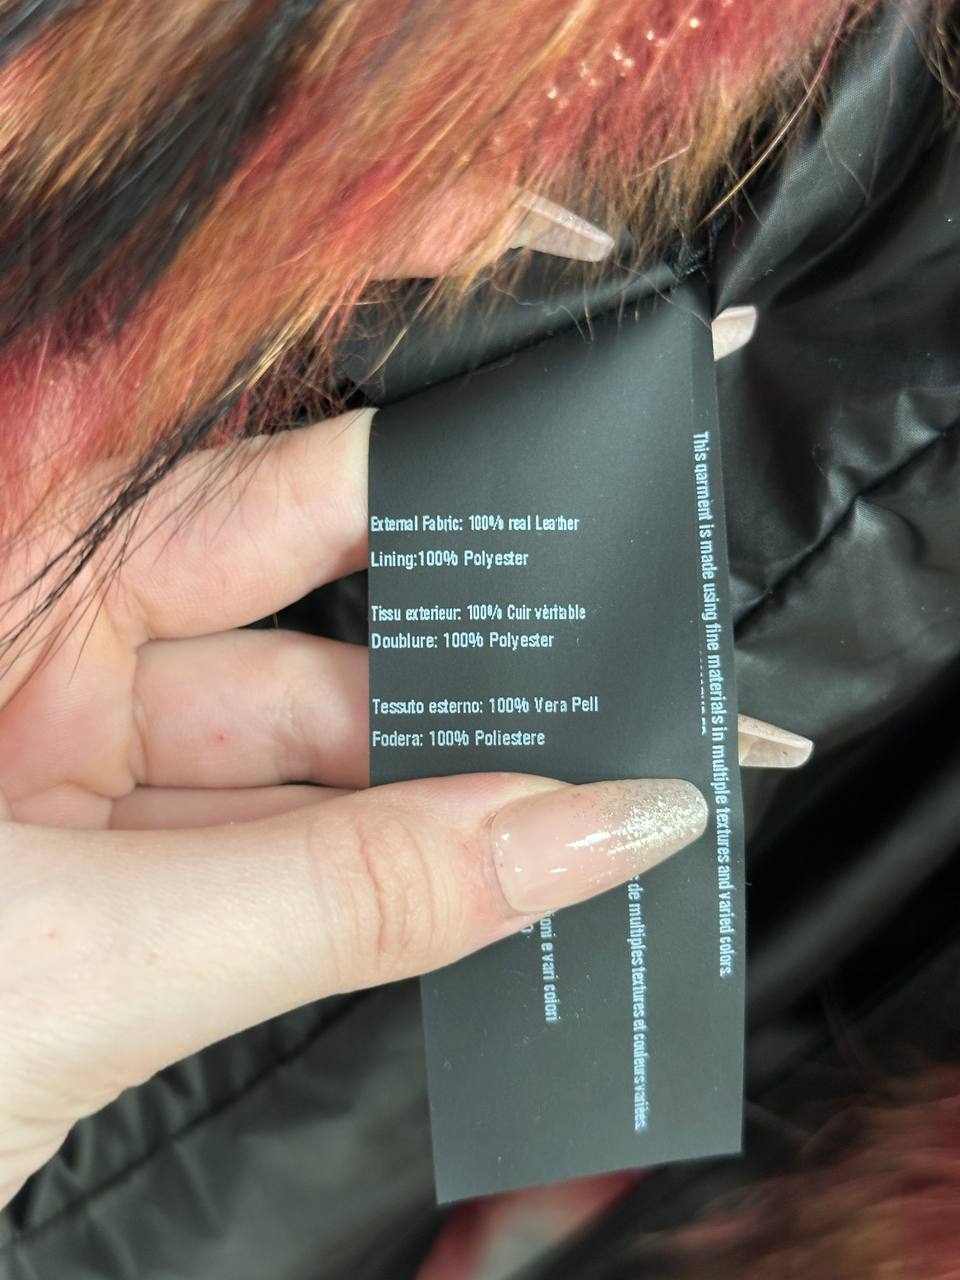 External Fabric: 100% real Leather
Lining:100% Polyester
Tissu exterieur: 100% Cuir vèritable
Doublure: 100% Polyester
Tessuto esterno: 100% Vera Pell
Fodera: 100% Poliestere
This garment is made using fine materials in multiple textures and varied colors.
de multiples textures et couleurs variées.
e vari colori